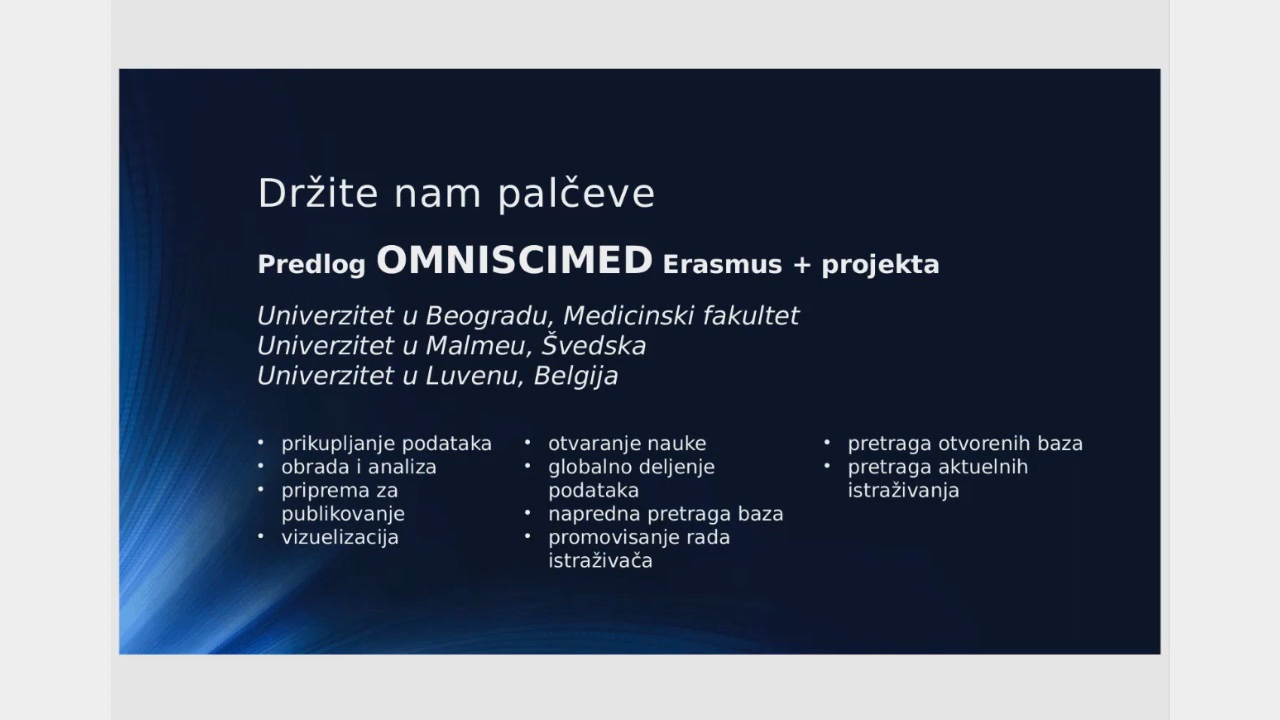 Držite nam palčeve
Predlog OMNISCIMED Erasmus + projekta
Univerzitet u Beogradu, Medicinski fakultet
Univerzitet u Malmeu, Švedska
Univerzitet u Luvenu, Belgija
• prikupljanje podataka
• obrada i analiza
• priprema za
publikovanje
• vizuelizacija
• otvaranje nauke
• globalno deljenje
podataka
• napredna pretraga baza
• promovisanje rada
istraživača
• pretraga otvorenih baza
• pretraga aktuelnih
istraživanja